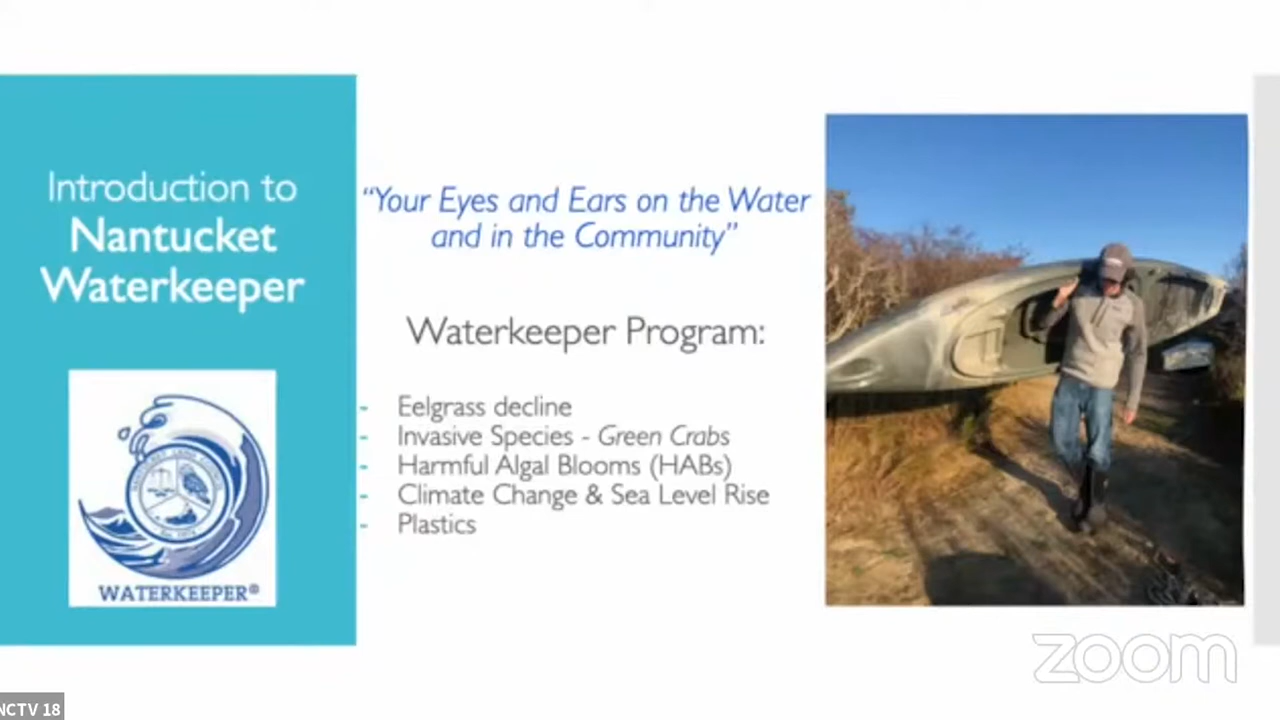 Introduction to
Nantucket
Waterkeeper
“Your Eyes and Ears on the Water
and in the Community”
Waterkeeper Program:
- Eelgrass decline
- Invasive Species - Green Crabs
- Harmful Algal Blooms (HABs)
- Climate Change & Sea Level Rise
- Plastics
WATERKEEPER®
zoom
NCTV 18